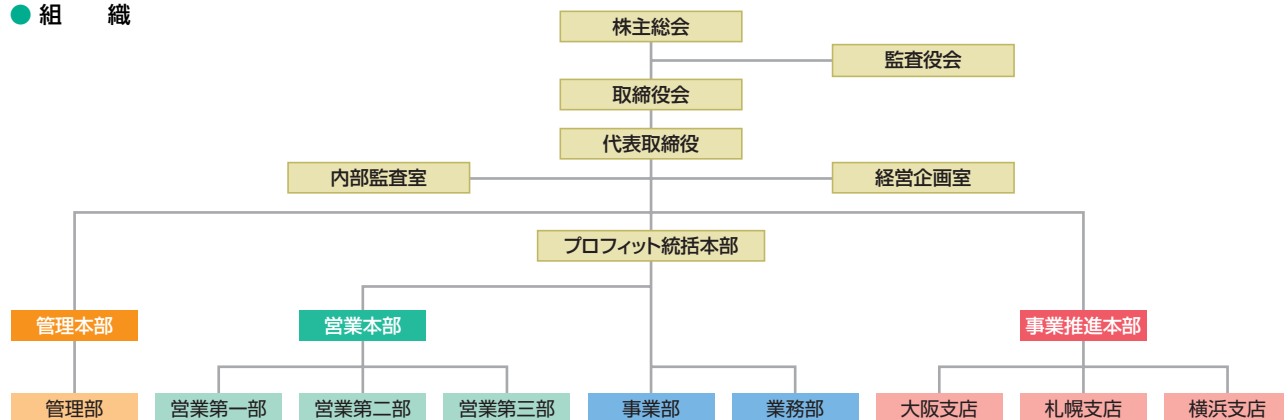 ● 組　織
株主総会
監査役会
取締役会
代表取締役
内部監査室
経営企画室
プロフィット統括本部
管理本部
営業本部
事業推進本部
管理部
営業第一部
営業第二部
営業第三部
事業部
業務部
大阪支店
札幌支店
横浜支店